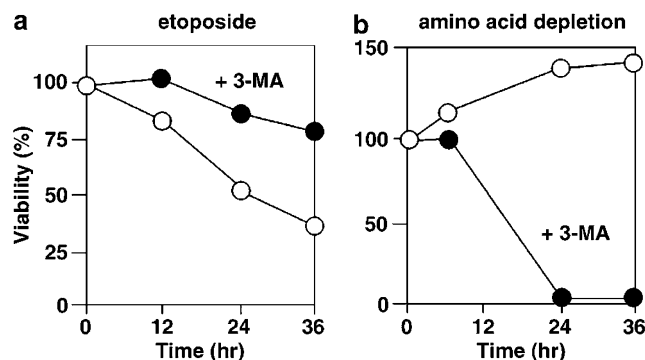 a
etoposide
b
amino acid depletion
Viability (%)
100
75
50
25
0
+ 3-MA
0 12 24 36
Time (hr)
150
100
50
0
+ 3-MA
0 12 24 36
Time (hr)